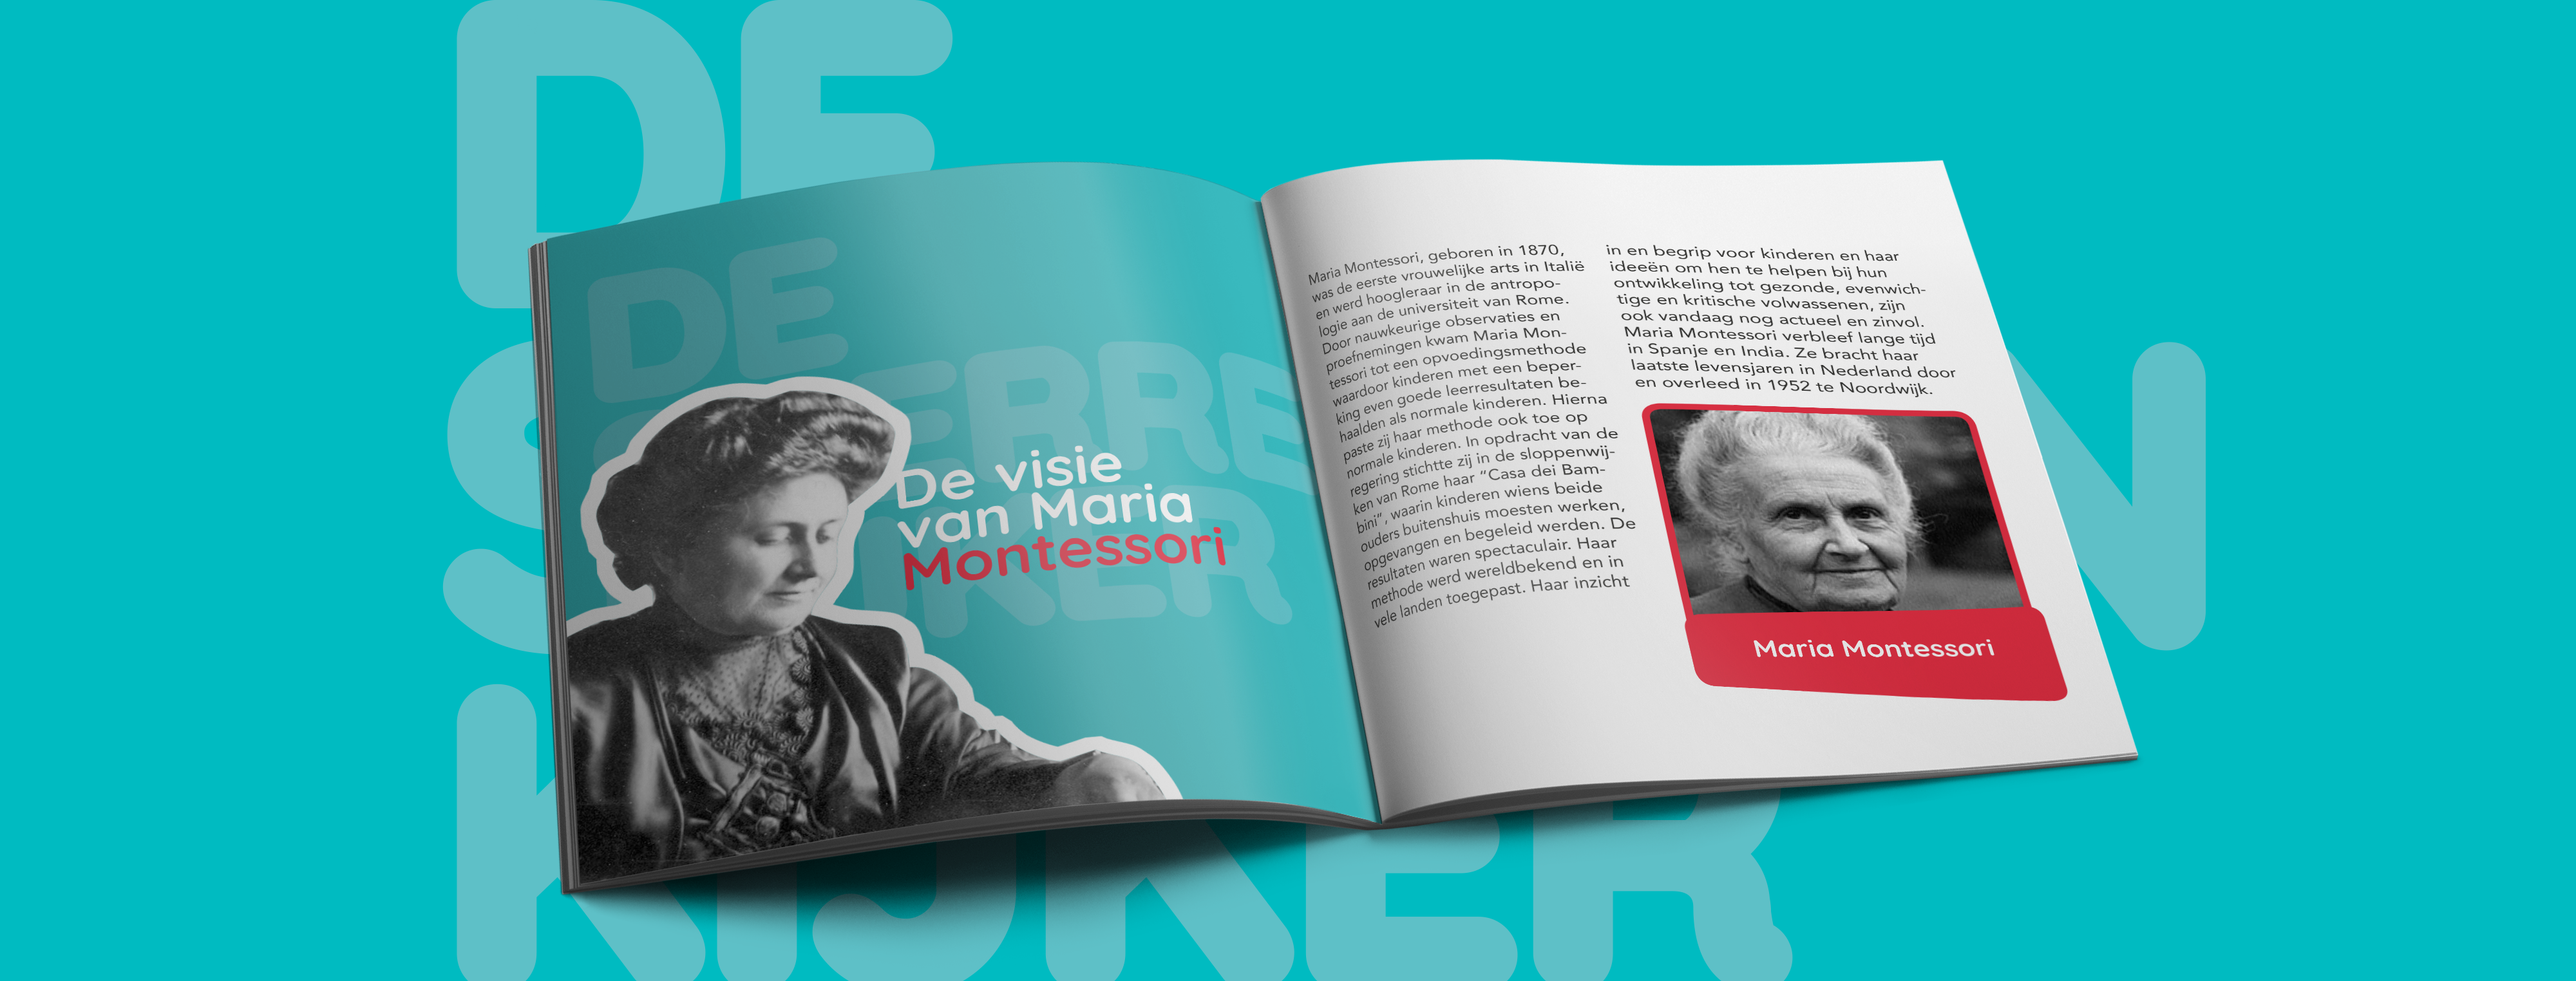 DE
S N
KIJKER
DE
ERRE
IJKER
De visie
van Maria
Montessori
Maria Montessori, geboren in 1870,
was de eerste vrouwelijke arts in Italië
en werd hoogleraar in de antropo-
logie aan de universiteit van Rome.
Door nauwkeurige observaties en
proefnemingen kwam Maria Mon-
tessori tot een opvoedingsmethode
waardoor kinderen met een beper-
king even goede leerresultaten be-
haalden als normale kinderen. Hierna
paste zij haar methode ook toe op
normale kinderen. In opdracht van de
regering stichtte zij in de sloppenwij-
ken van Rome haar “Casa dei Bam-
bini”, waarin kinderen wiens beide
ouders buitenshuis moesten werken,
opgevangen en begeleid werden. De
resultaten waren spectaculair. Haar
methode werd wereldbekend en in
vele landen toegepast. Haar inzicht
in en begrip voor kinderen en haar
ideeën om hen te helpen bij hun
ontwikkeling tot gezonde, evenwich-
tige en kritische volwassenen, zijn
ook vandaag nog actueel en zinvol.
Maria Montessori verbleef lange tijd
in Spanje en India. Ze bracht haar
laatste levensjaren in Nederland door
en overleed in 1952 te Noordwijk.
Maria Montessori